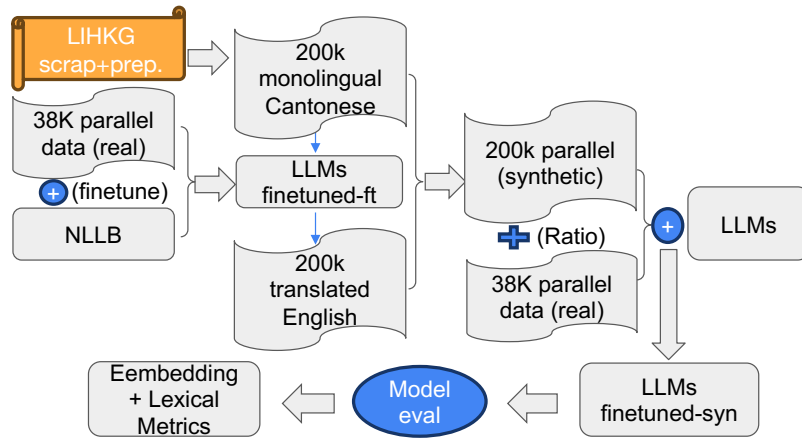 LIHKG
scrap+prep.
200k
monolingual
Cantonese
38K parallel
data (real)
+ (finetune)
NLLB
LLMs
finetuned-ft
200k
translated
English
200k parallel
(synthetic)
(Ratio)
38K parallel
data (real)
+
LLMs
LLMs
finetuned-syn
Model
eval
Eembedding
+ Lexical
Metrics